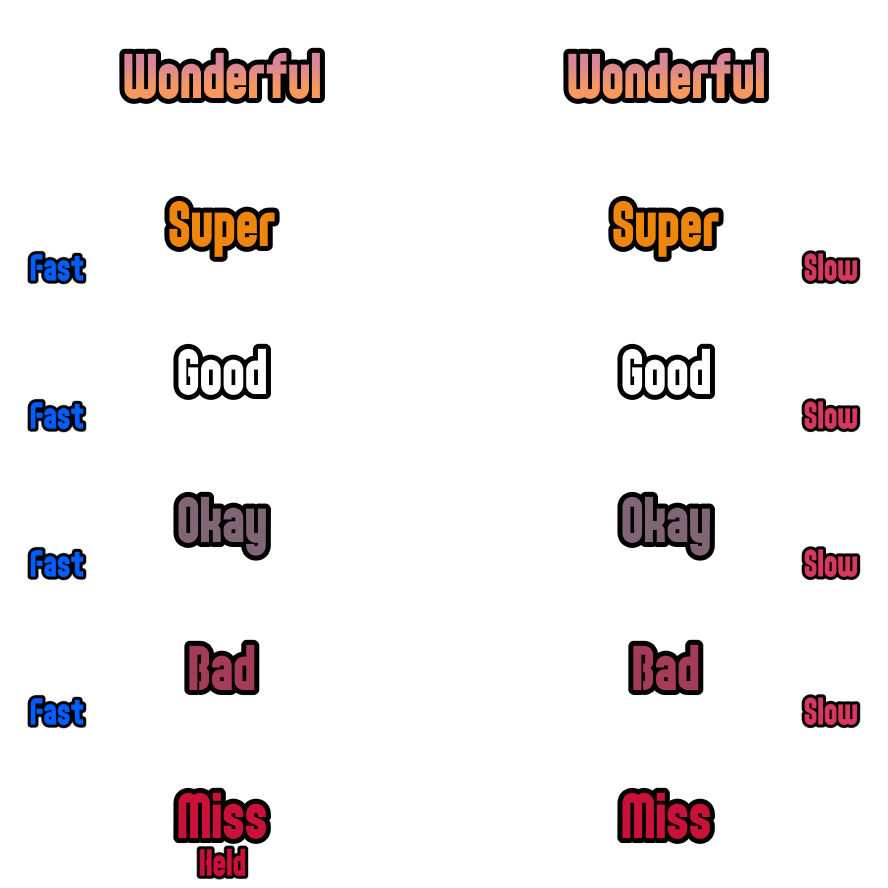 Wonderful Wonderful
Super Super
Fast Slow
Good Good
Fast Slow
Okay Okay
Fast Slow
Bad Bad
Fast Slow
Miss Miss
Held